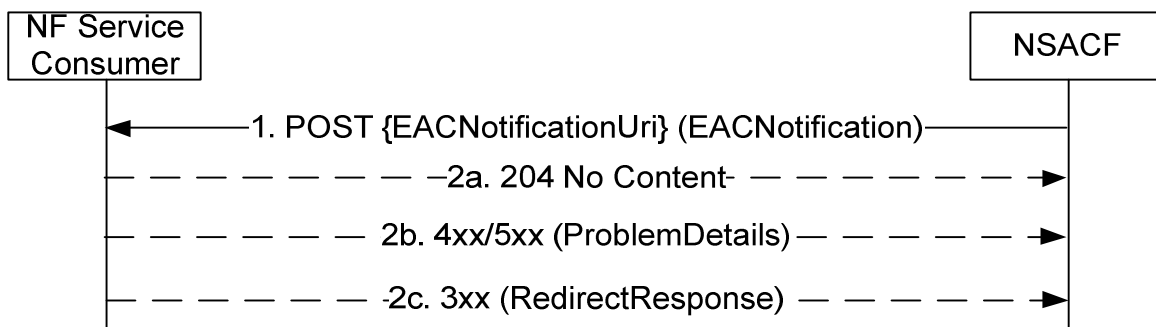 NF Service
Consumer
NSACF
1. POST {EACNotificationUri} (EACNotification)
2a. 204 No Content
2b. 4xx/5xx (ProblemDetails)
2c. 3xx (RedirectResponse)